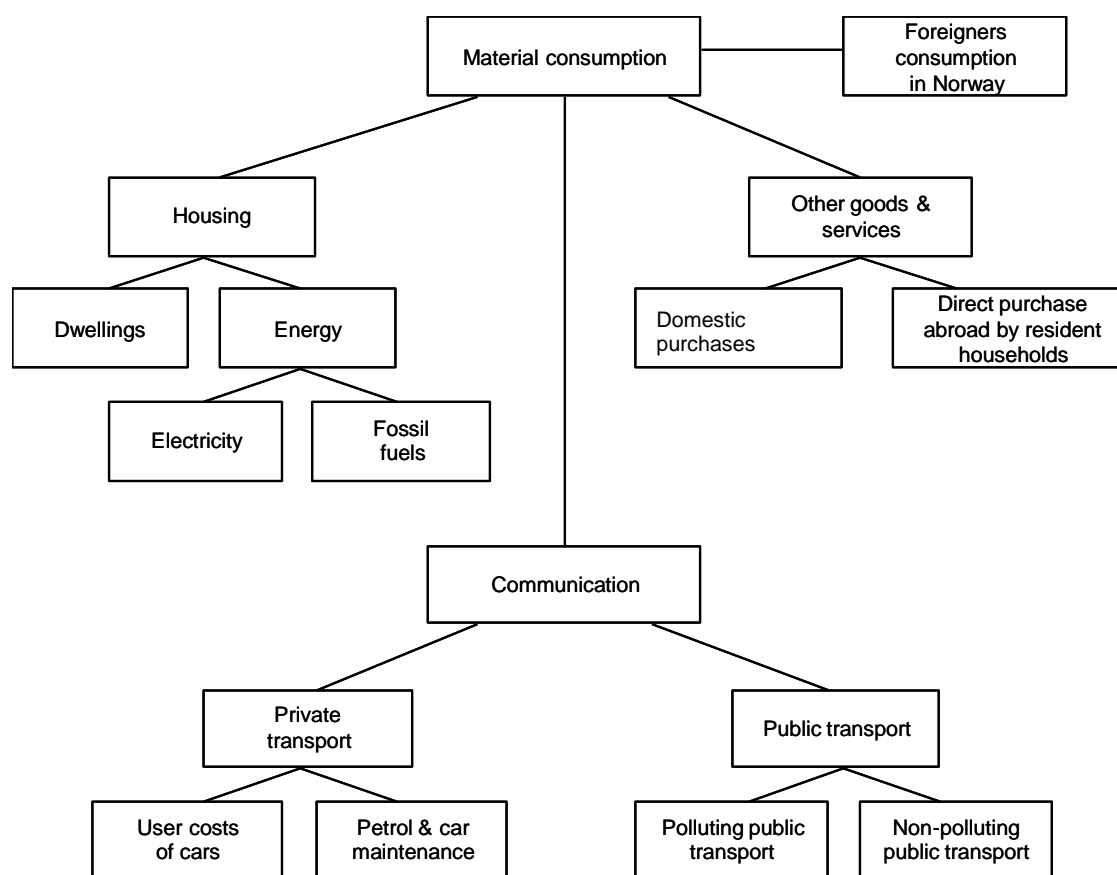 Material consumption
Foreigners
consumption
in Norway
Housing
Other goods &
services
Dwellings
Energy
Domestic
purchases
Direct purchase
abroad by resident
households
Electricity
Fossil
fuels
Communication
Private
transport
Public transport
User costs
of cars
Petrol & car
maintenance
Polluting public
transport
Non-polluting
public transport